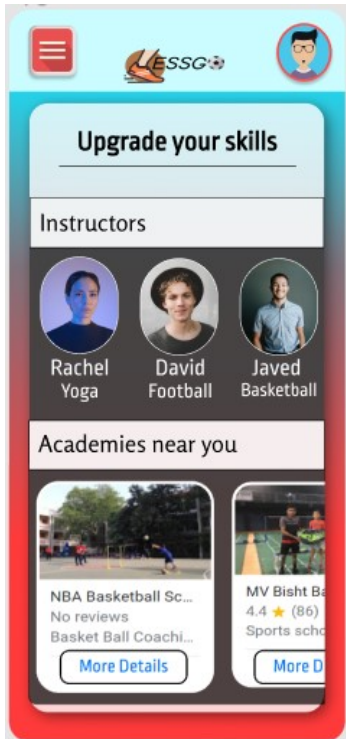 ESSGO
Upgrade your skills
Instructors
Rachel
Yoga
David
Football
Javed
Basketball
Academies near you
NBA Basketball Sc...
No reviews
Basket Ball Coachi...
More Details
MV Bisht Ba
4.4 ★ (86)
Sports scho
More D